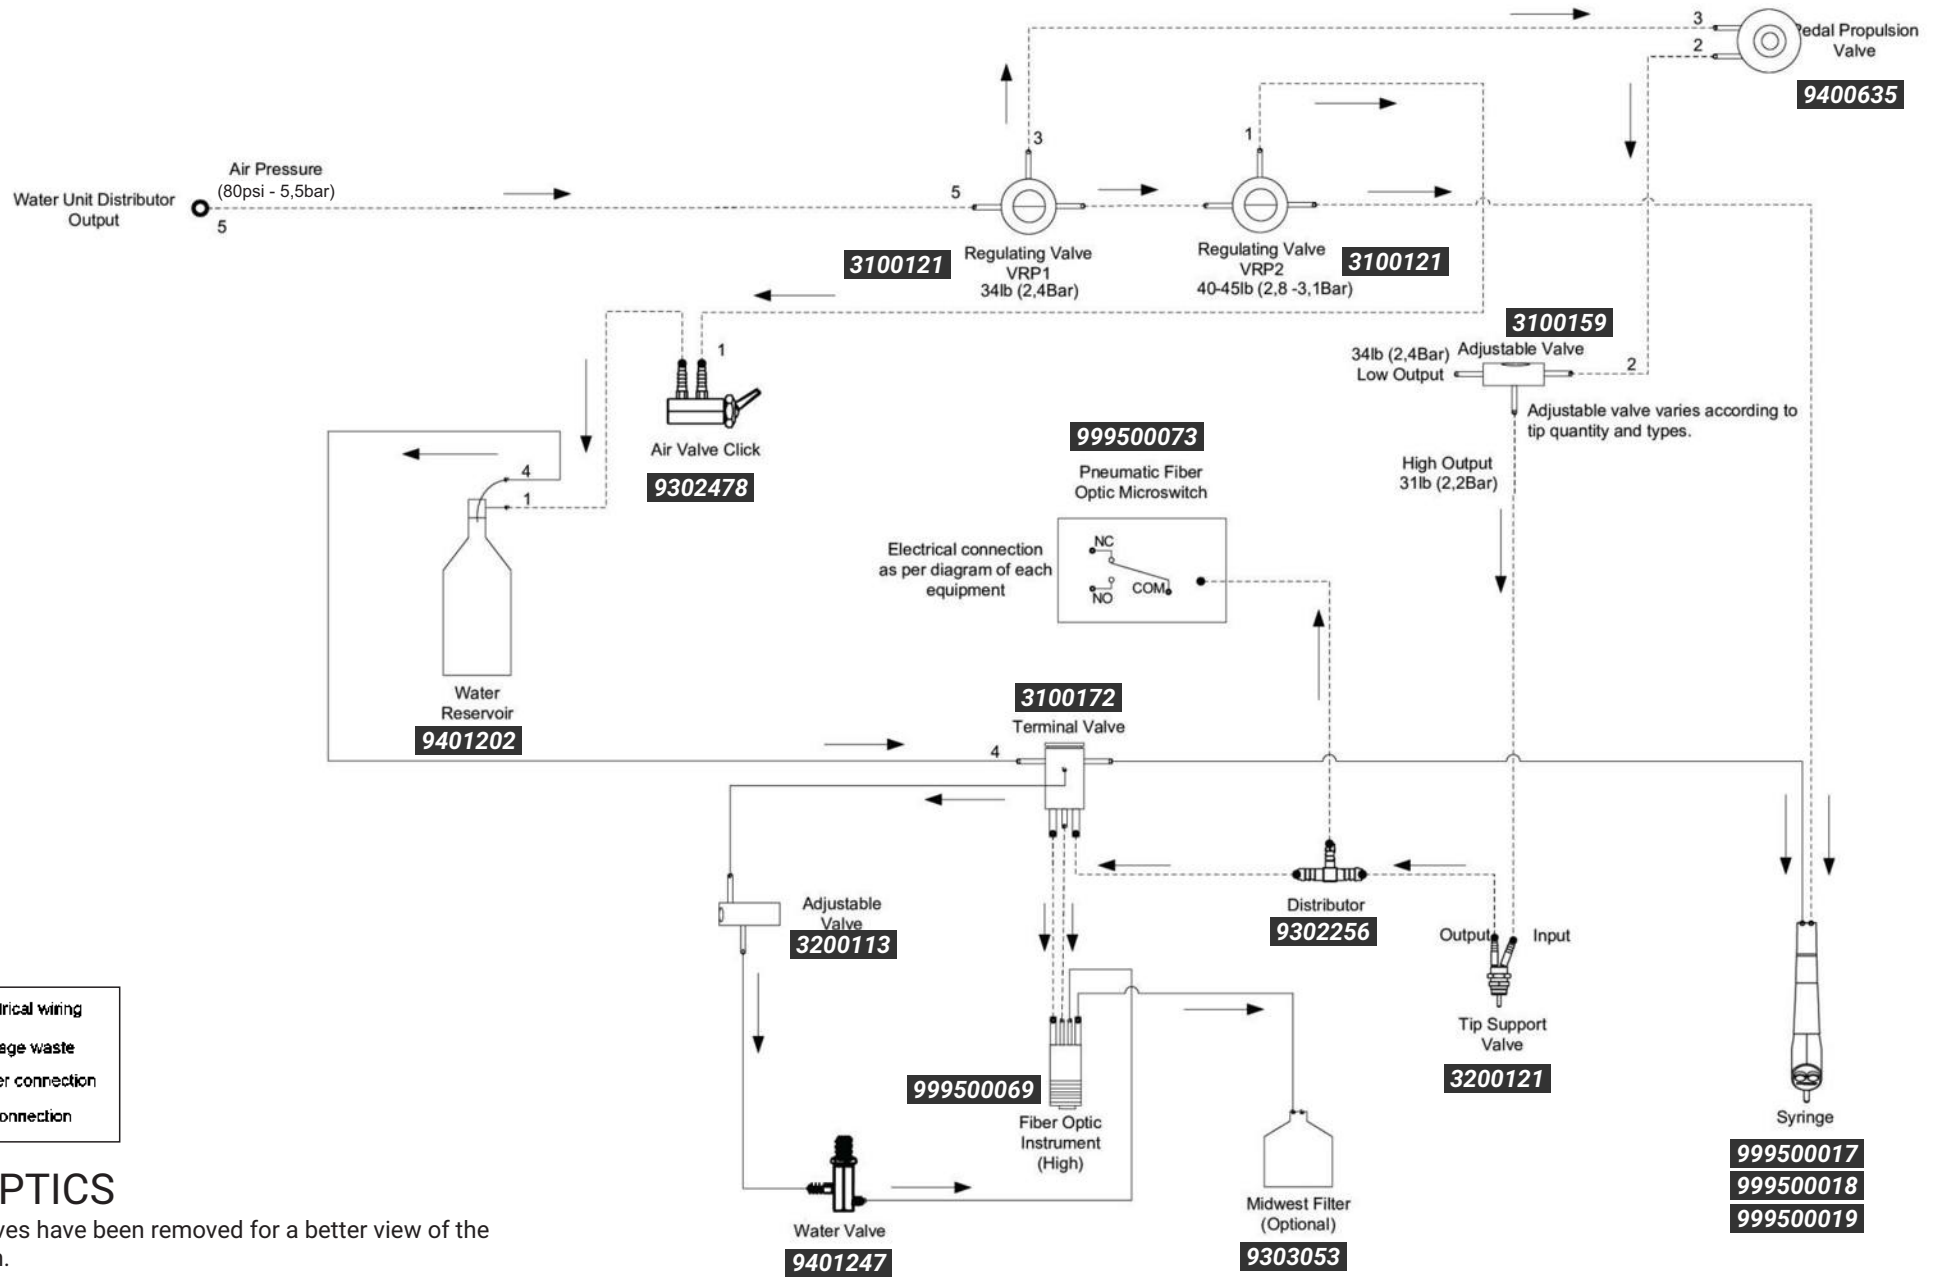 3
Pedal Propulsion
Valve
2
9400635
3
1
Air Pressure
(80psi - 5,5bar)
Water Unit Distributor
Output
5
5
Regulating Valve
VRP1
34lb (2,4Bar)
3100121
Regulating Valve
VRP2
40-45lb (2,8 -3,1Bar)
3100121
3100159
Adjustable Valve
34lb (2,4Bar)
Low Output
2
Adjustable valve varies according to
tip quantity and types.
High Output
31lb (2,2Bar)
1
Air Valve Click
9302478
4
1
Water
Reservoir
9401202
999500073
Pneumatic Fiber
Optic Microswitch
Electrical connection
as per diagram of each
equipment
NC
NO
COM
3100172
Terminal Valve
4
Adjustable
Valve
3200113
Distributor
9302256
Output
Input
Tip Support
Valve
3200121
Syringe
999500017
999500018
999500019
999500069
Fiber Optic
Instrument
(High)
Midwest Filter
(Optional)
9303053
Water Valve
9401247
wiring
waste
connection
have been removed for a better view of the